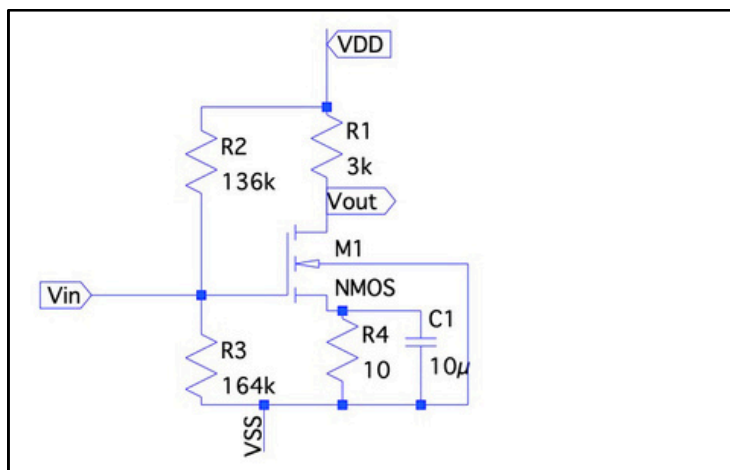 VDD
R2
136k
R1
3k
Vout
M1
Vin
NMOS
R3
164k
R4
10
C1
10µ
VSS